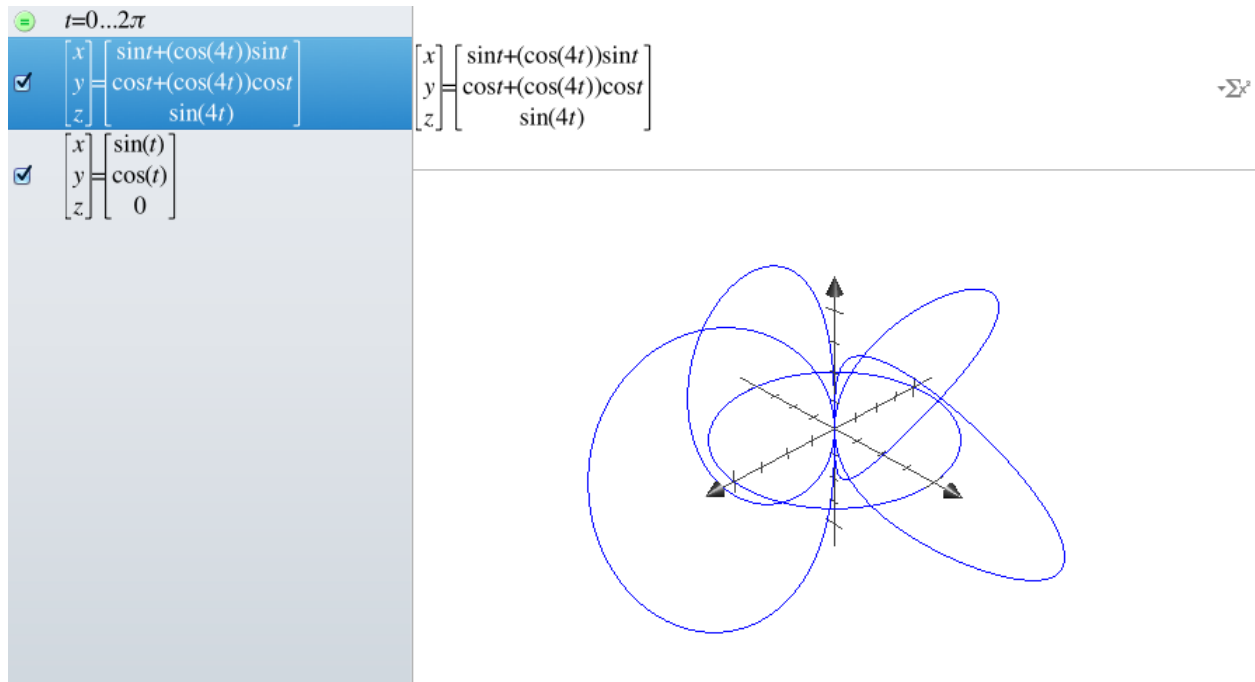 t=0...2π
[x] [sint+(cos(4t))sint]
[y]=[cost+(cos(4t))cost]
[z] [sin(4t)]
[x] [sin(t)]
[y]=[cos(t)]
[z] [0]
[x] [sint+(cos(4t))sint]
[y]=[cost+(cos(4t))cost]
[z] [sin(4t)]
▾Σx²